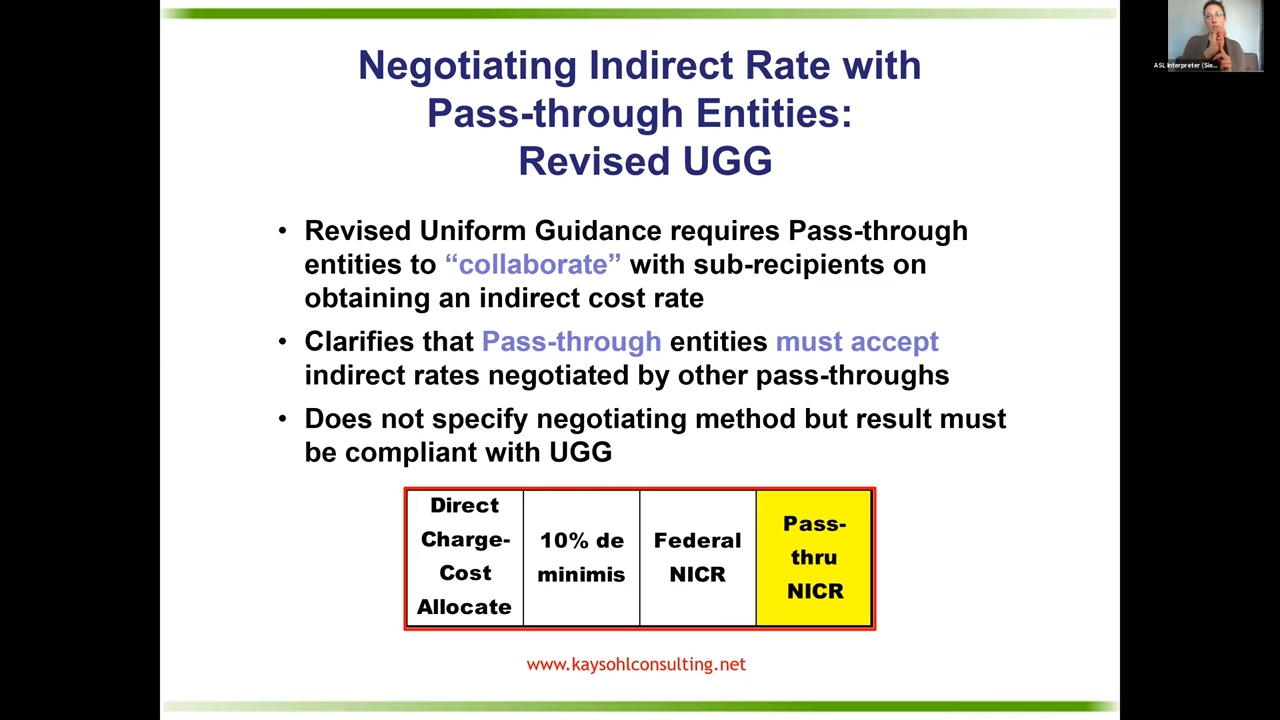 Negotiating Indirect Rate with
Pass-through Entities:
Revised UGG
• Revised Uniform Guidance requires Pass-through
entities to “collaborate” with sub-recipients on
obtaining an indirect cost rate
• Clarifies that Pass-through entities must accept
indirect rates negotiated by other pass-throughs
• Does not specify negotiating method but result must
be compliant with UGG
Direct
Charge-
Cost
Allocate
10% de
minimis
Federal
NICR
Pass-
thru
NICR
www.kaysohlconsulting.net
ASL Interpreter (Sie...